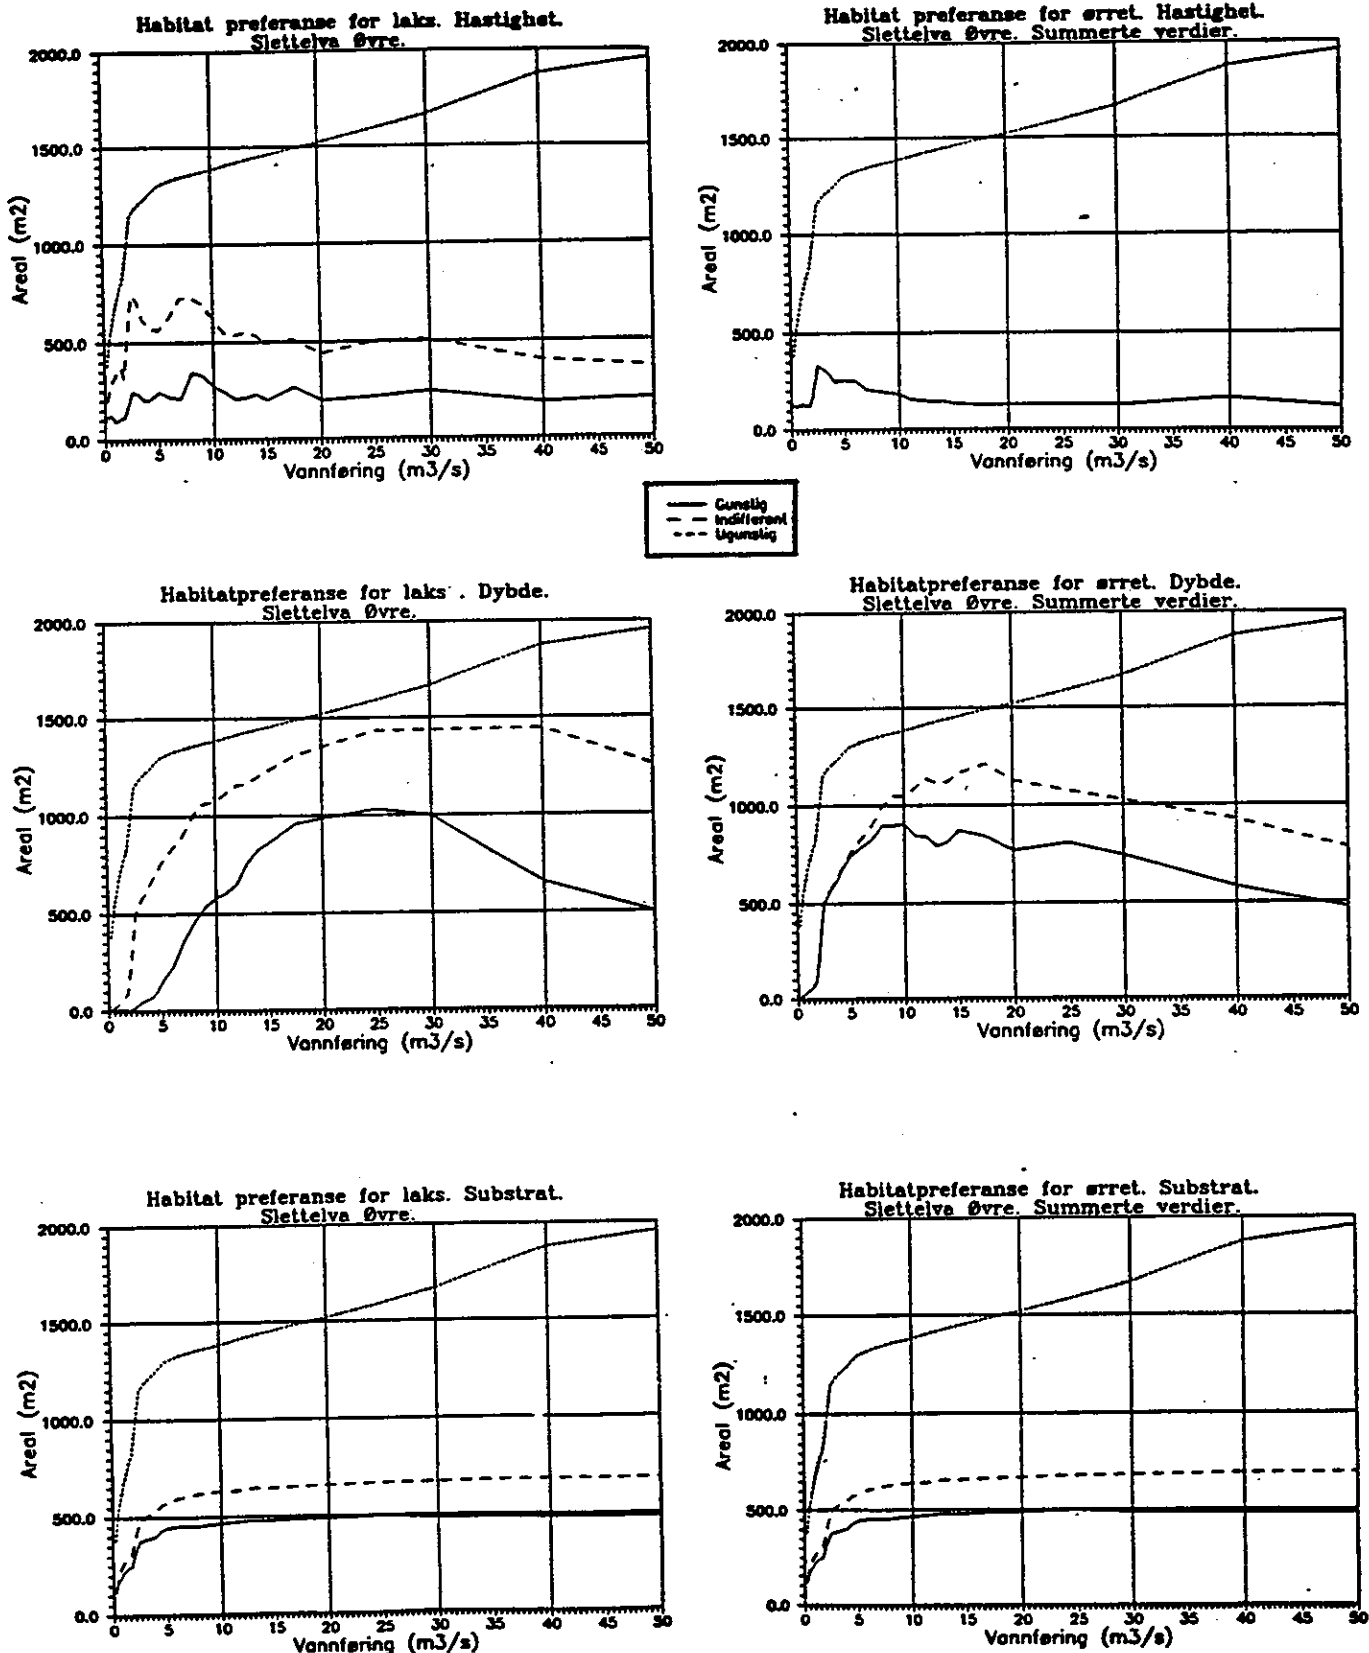 Habitat preferanse for laks. Hastighet.
Slettelva Øvre.
2000.0
1500.0
1000.0
500.0
0.0
Areal (m2)
0 5 10 15 20 25 30 35 40 45 50
Vannføring (m3/s)
Habitat preferanse for ørret. Hastighet.
Slettelva Øvre. Summerte verdier.
2000.0
1500.0
1000.0
500.0
0.0
Areal (m2)
0 5 10 15 20 25 30 35 40 45 50
Vannføring (m3/s)
Gunstig
Indifferent
Ugunstig
Habitatpreferanse for laks . Dybde.
Slettelva Øvre.
2000.0
1500.0
1000.0
500.0
0.0
Areal (m2)
0 5 10 15 20 25 30 35 40 45 50
Vannføring (m3/s)
Habitatpreferanse for ørret. Dybde.
Slettelva Øvre. Summerte verdier.
2000.0
1500.0
1000.0
500.0
0.0
Areal (m2)
0 5 10 15 20 25 30 35 40 45 50
Vannføring (m3/s)
Habitat preferanse for laks. Substrat.
Slettelva Øvre.
2000.0
1500.0
1000.0
500.0
0.0
Areal (m2)
0 5 10 15 20 25 30 35 40 45 50
Vannføring (m3/s)
Habitatpreferanse for ørret. Substrat.
Slettelva Øvre. Summerte verdier.
2000.0
1500.0
1000.0
500.0
0.0
Areal (m2)
0 5 10 15 20 25 30 35 40 45 50
Vannføring (m3/s)